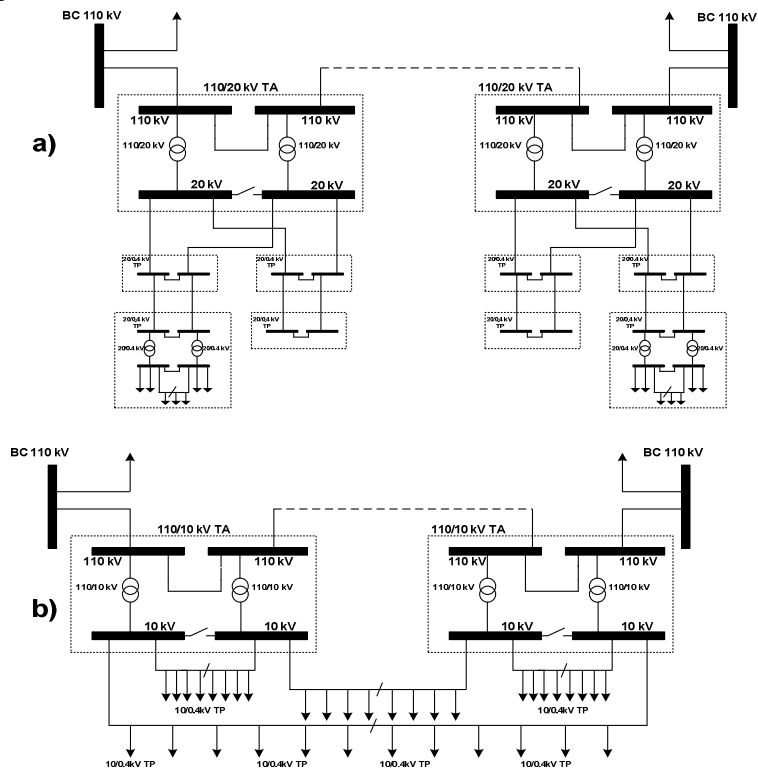 BC 110 kV
BC 110 kV
110/20 kV TA
110/20 kV TA
110 kV
110 kV
110 kV
110 kV
a)
110/20 kV
110/20 kV
110/20 kV
110/20 kV
20 kV
20 kV
20 kV
20 kV
20/0.4 kV
TP
20/0.4 kV
TP
20/0.4 kV
TP
20/0.4 kV
TP
20/0.4 kV
TP
20/0.4 kV
TP
20/0.4 kV
TP
20/0.4 kV
TP
20/0.4 kV
20/0.4 kV
20/0.4 kV
20/0.4 kV
BC 110 kV
BC 110 kV
110/10 kV TA
110/10 kV TA
110 kV
110 kV
110 kV
110 kV
110/10 kV
110/10 kV
110/10 kV
110/10 kV
b)
10 kV
10 kV
10 kV
10 kV
10/0.4kV TP
10/0.4kV TP
10/0.4kV TP
10/0.4kV TP
10/0.4kV TP
10/0.4kV TP